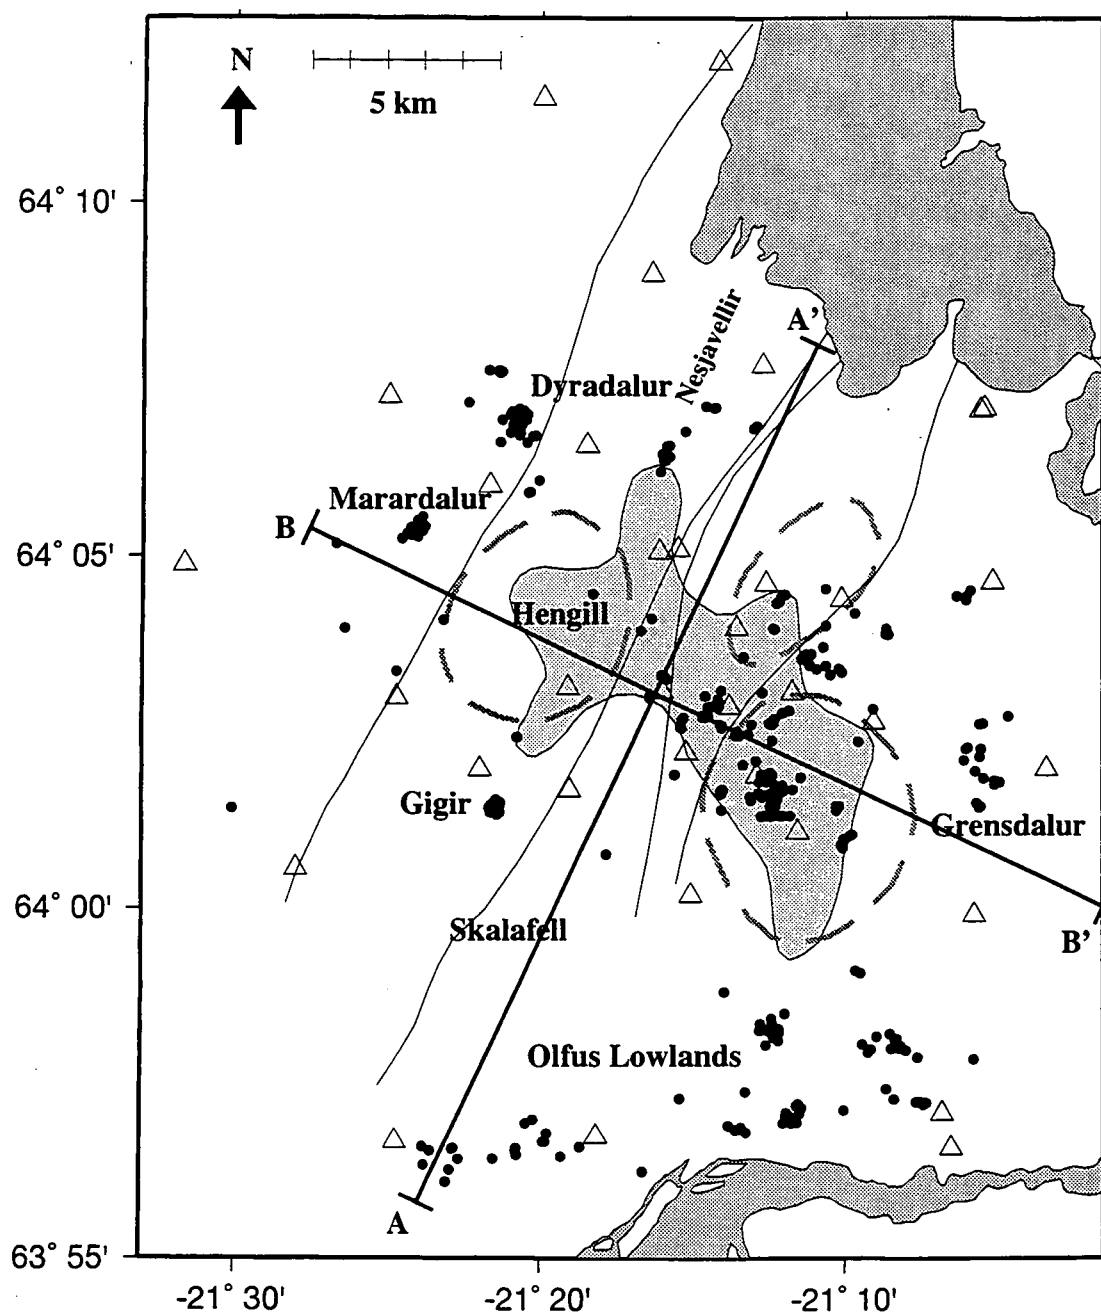 N
5 km
64° 10'
A'
Nesjavellir
Dyradalur
Marardalur
B
64° 05'
Hengill
Gigir
Grensdalur
64° 00'
Skalafell
B'
Olfus Lowlands
A
63° 55'
-21° 30' -21° 20' -21° 10'